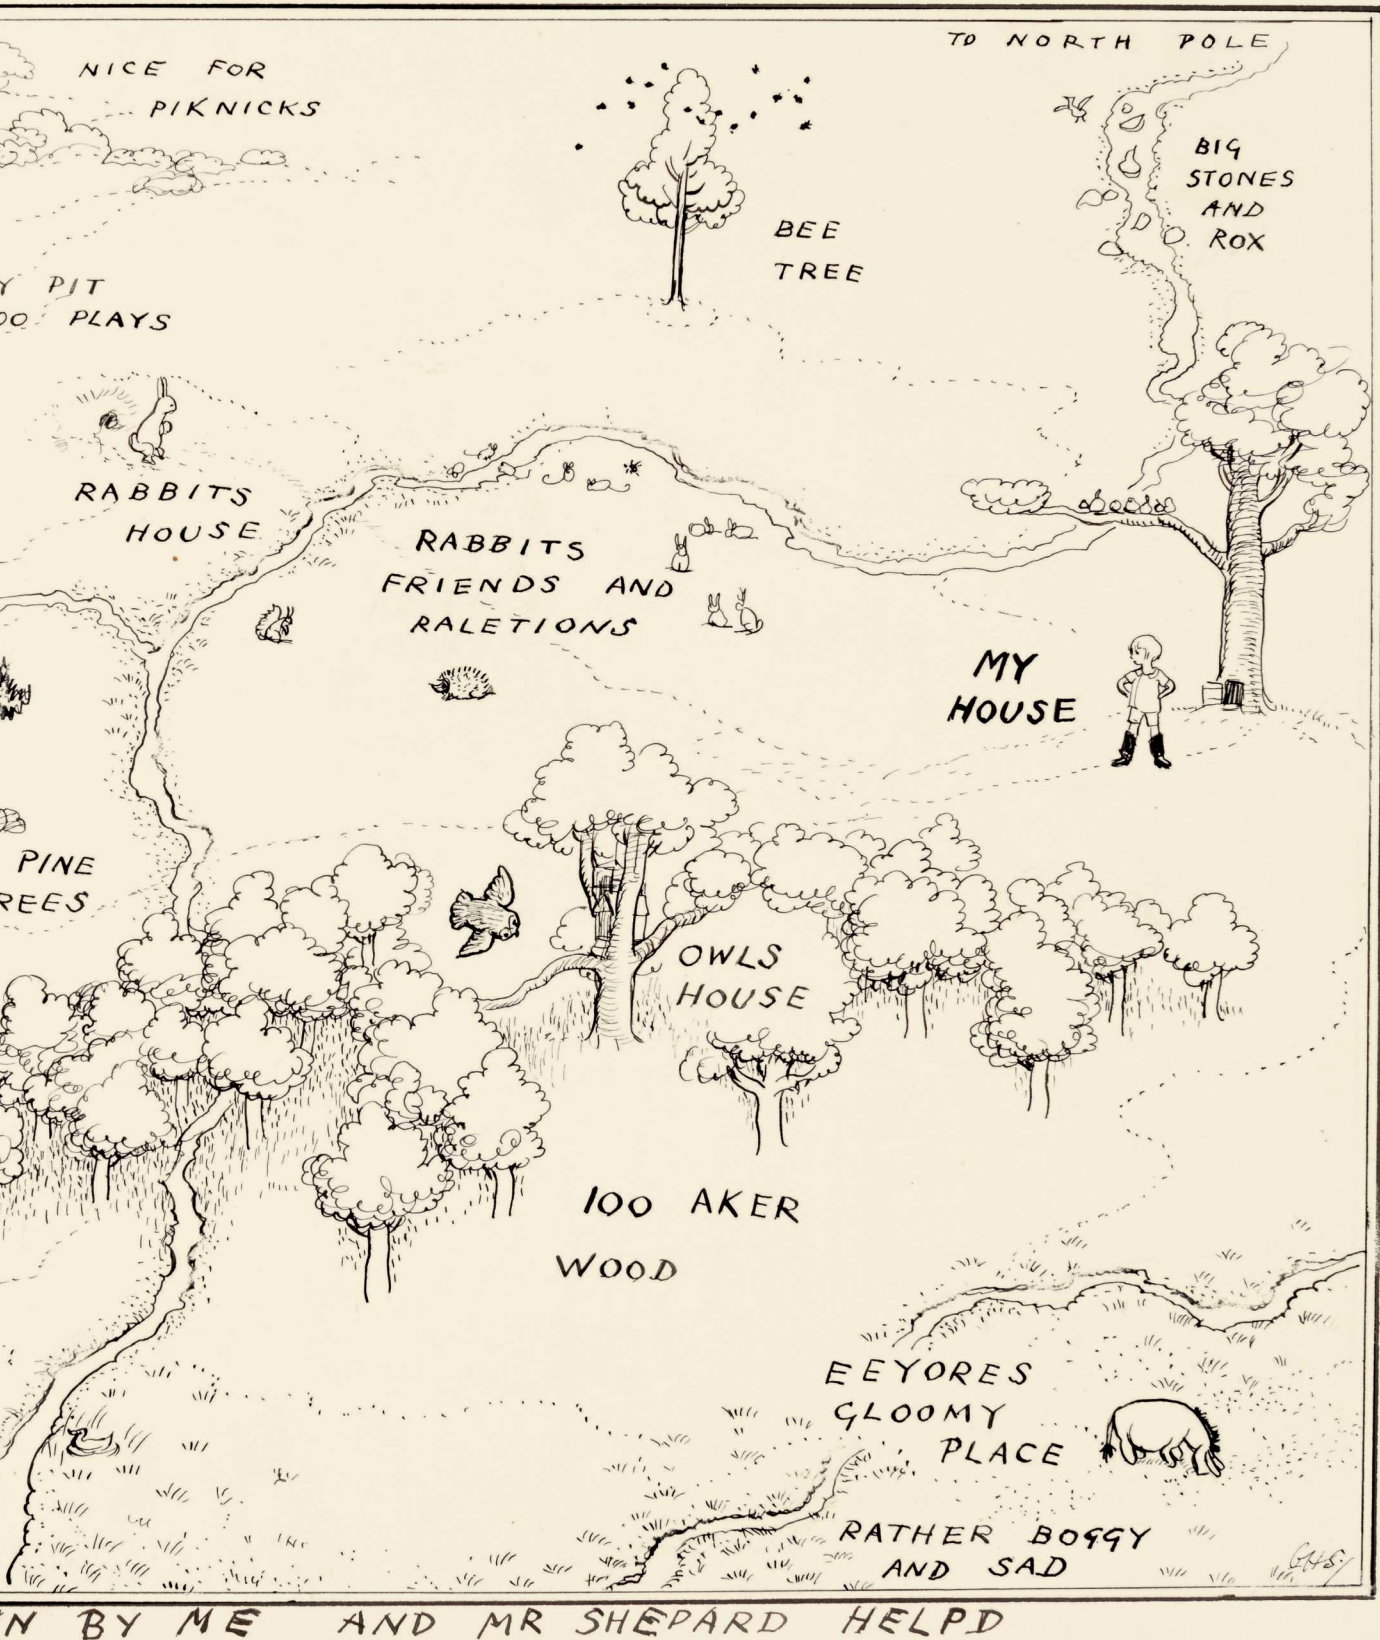 TO NORTH POLE
NICE FOR
PIKNICKS
BIG
STONES
AND
ROX
BEE
TREE
PIT
PLAYS
RABBITS
HOUSE
RABBITS
FRIENDS AND
RALETIONS
MY
HOUSE
PINE
OWLS
HOUSE
100 AKER
WOOD
EEYORES
GLOOMY
PLACE
RATHER BOGGY
AND SAD
BY ME AND MR SHEPARD HELPD